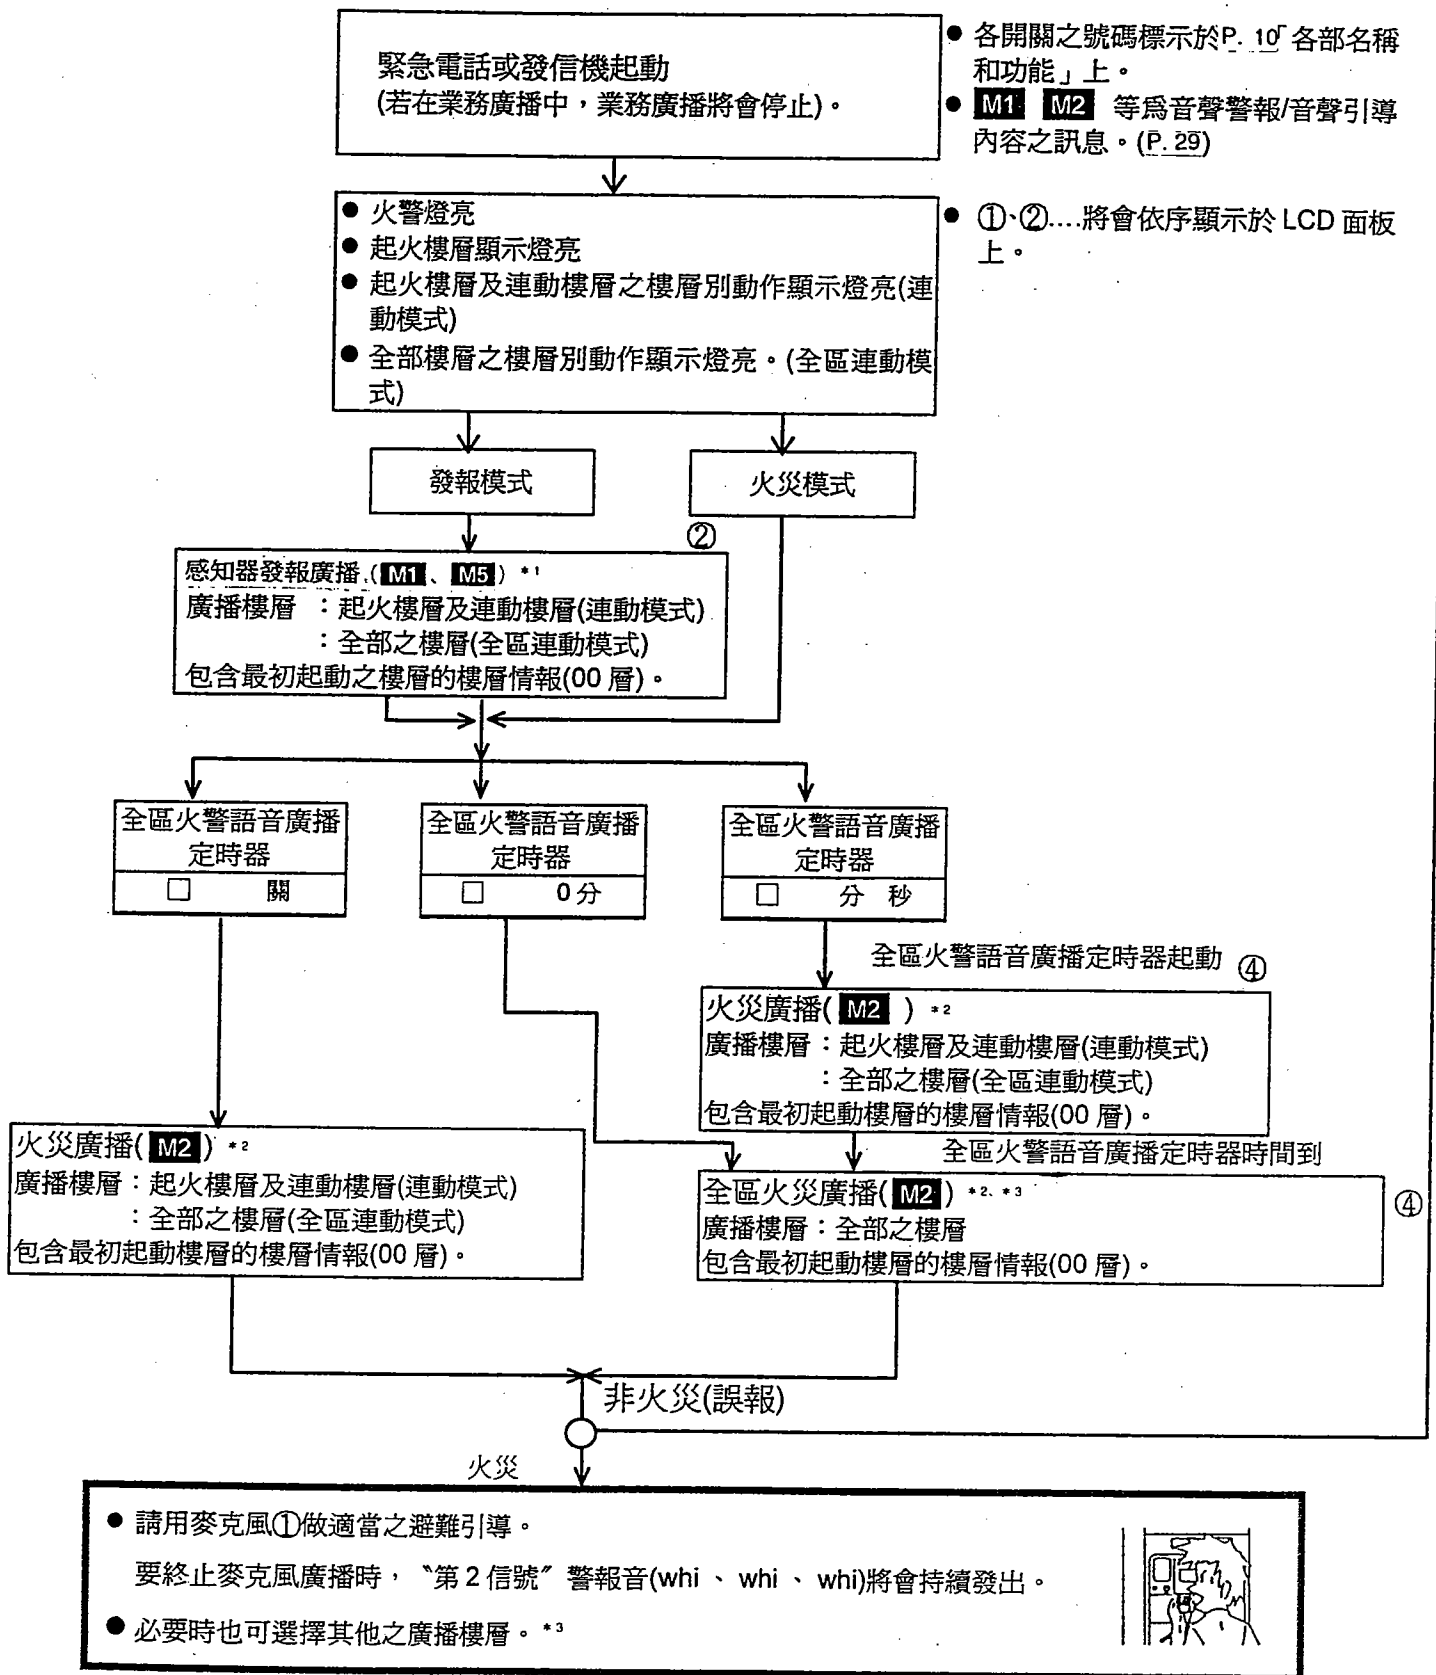 緊急電話或發信機起動
(若在業務廣播中，業務廣播將會停止)。
● 各開關之號碼標示於P. 10「各部名稱
和功能」上。
● M1 M2 等爲音聲警報/音聲引導
內容之訊息。(P. 29)
● 火警燈亮
● 起火樓層顯示燈亮
● 起火樓層及連動樓層之樓層別動作顯示燈亮(連
動模式)
● 全部樓層之樓層別動作顯示燈亮。(全區連動模
式)
● ①、②....將會依序顯示於 LCD 面板
上。
發報模式
火災模式
②
感知器發報廣播.(M1、M5) *1
廣播樓層 ：起火樓層及連動樓層(連動模式)
：全部之樓層(全區連動模式)
包含最初起動之樓層的樓層情報(00 層)。
全區火警語音廣播
定時器
□ 關
全區火警語音廣播
定時器
□ 0分
全區火警語音廣播
定時器
□ 分 秒
全區火警語音廣播定時器起動 ④
火災廣播( M2 ) *2
廣播樓層：起火樓層及連動樓層(連動模式)
：全部之樓層(全區連動模式)
包含最初起動樓層的樓層情報(00 層)。
火災廣播( M2 ) *2
廣播樓層：起火樓層及連動樓層(連動模式)
：全部之樓層(全區連動模式)
包含最初起動樓層的樓層情報(00 層)。
全區火警語音廣播定時器時間到
全區火災廣播( M2 ) *2、*3
④
廣播樓層：全部之樓層
包含最初起動樓層的樓層情報(00 層)。
非火災(誤報)
火災
● 請用麥克風①做適當之避難引導。
要終止麥克風廣播時，〝第2信號〞警報音(whi 、 whi 、 whi)將會持續發出。
● 必要時也可選擇其他之廣播樓層。*3